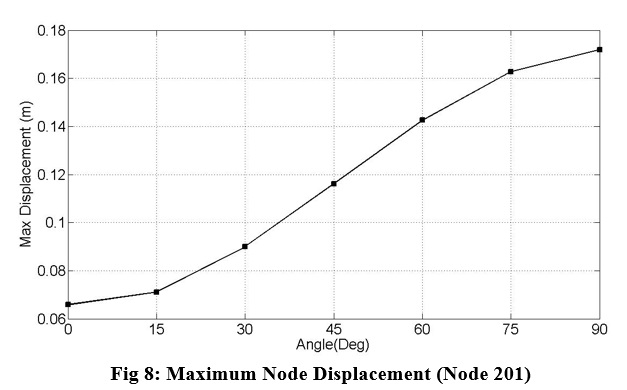 0.18
0.16
0.14
0.12
0.1
0.08
0.06
Max Displacement (m)
0 15 30 45 60 75 90
Angle(Deg)
Fig 8: Maximum Node Displacement (Node 201)